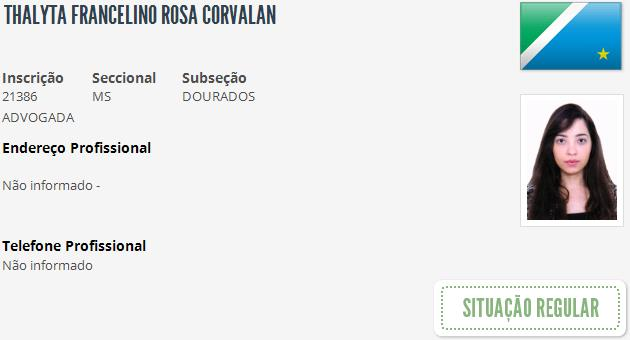 THALYTA FRANCELINO ROSA CORVALAN
Inscrição Seccional Subseção
21386 MS DOURADOS
ADVOGADA
Endereço Profissional
Não informado -
Telefone Profissional
Não informado
SITUAÇÃO REGULAR